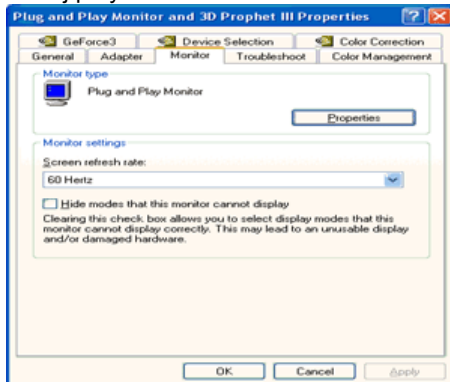 Plug and Play Monitor and 3D Prophet III Properties
GeForce3 Device Selection Color Correction
General Adapter Monitor Troubleshoot Color Management
Monitor type
Plug and Play Monitor
Properties
Monitor settings
Screen refresh rate:
60 Hertz
Hide modes that this monitor cannot display
Clearing this check box allows you to select display modes that this
monitor cannot display correctly. This may lead to an unusable display
and/or damaged hardware.
OK Cancel Apply